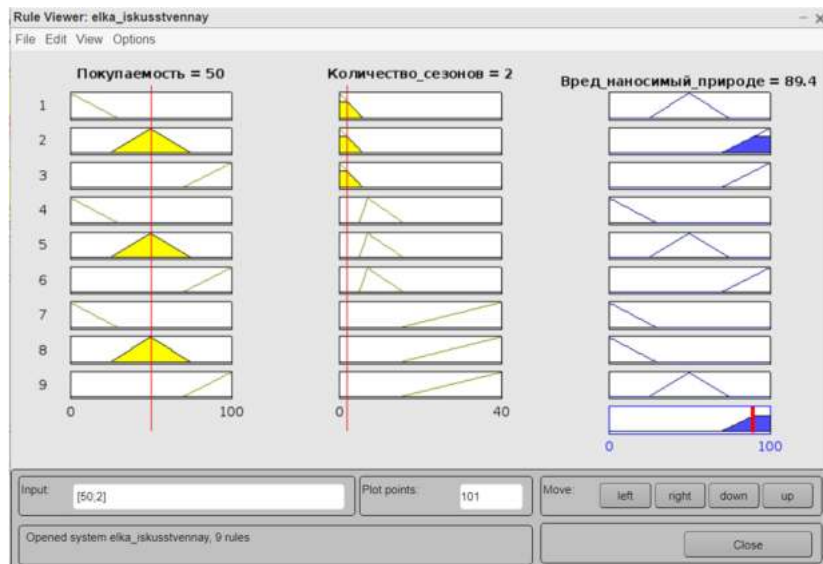 Rule Viewer: elka_iskusstvennay
File Edit View Options
Покупаемость = 50
Количество_сезонов = 2
Вред_наносимый_природе = 89.4
1
2
3
4
5
6
7
8
9
0 100
0 40
0 100
Input: [50;2]
Plot points: 101
Move: left right down up
Opened system elka_iskusstvennay, 9 rules
Close